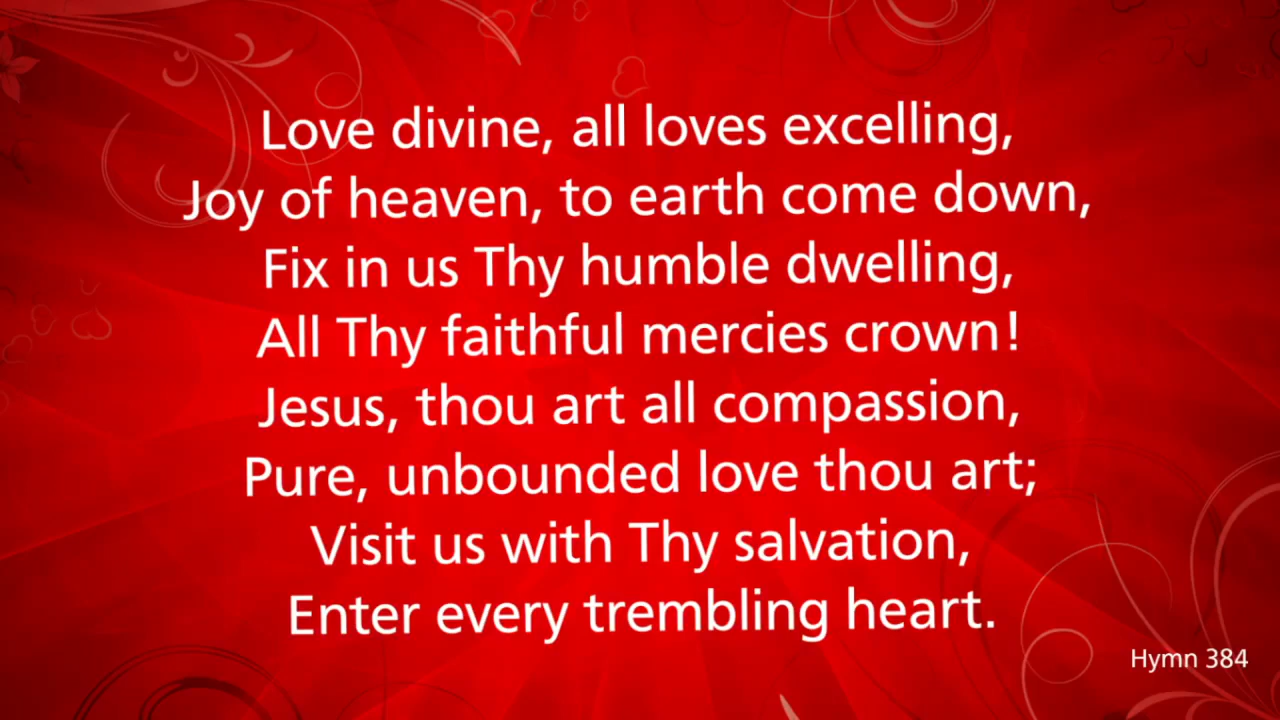 Love divine, all loves excelling,
Joy of heaven, to earth come down,
Fix in us Thy humble dwelling,
All Thy faithful mercies crown!
Jesus, thou art all compassion,
Pure, unbounded love thou art;
Visit us with Thy salvation,
Enter every trembling heart.
Hymn 384